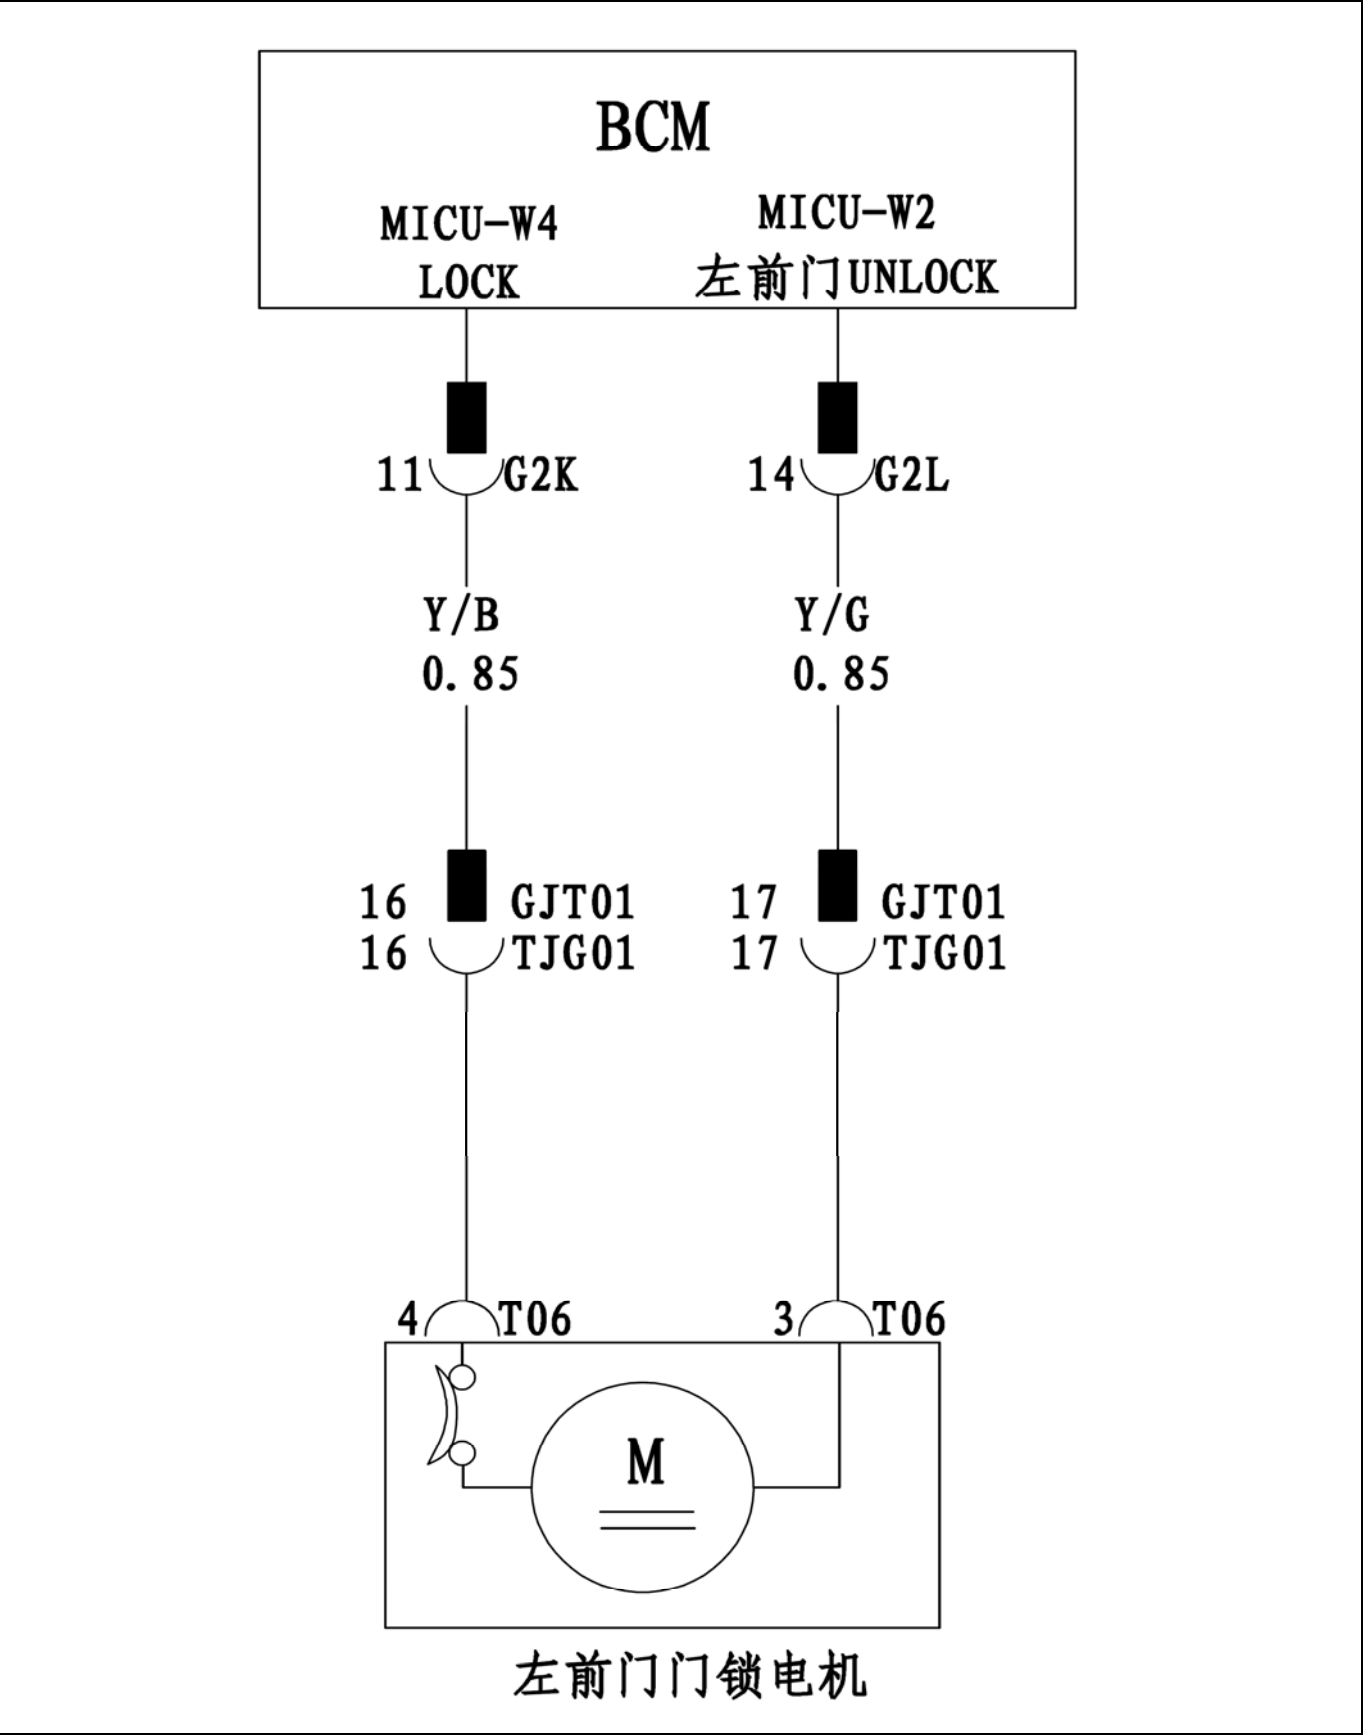 BCM
MICU-W4
LOCK
MICU-W2
左前门UNLOCK
11 G2K
14 G2L
Y/B
0.85
Y/G
0.85
16 GJT01
16 TJG01
17 GJT01
17 TJG01
4 T06
3 T06
M
左前门门锁电机